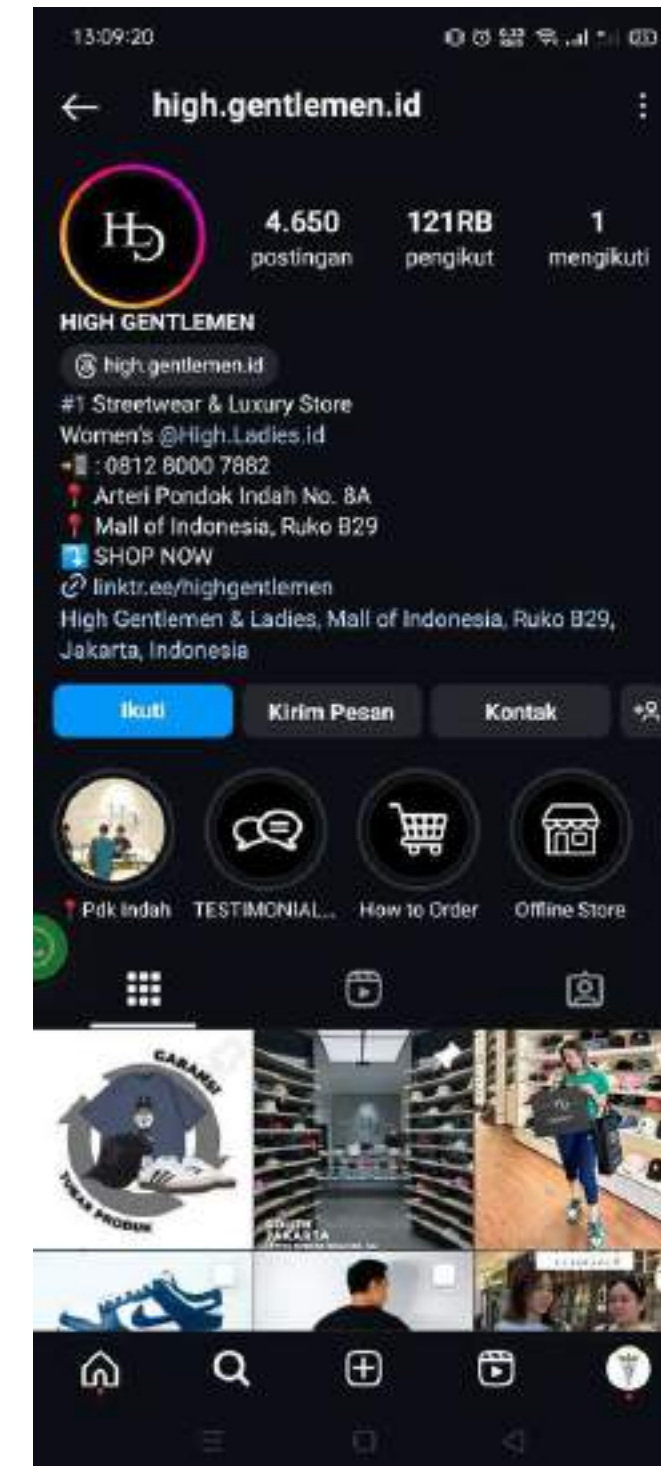 13:09:20
high.gentlemen.id
4.650
postingan
121RB
pengikut
1
mengikuti
HIGH GENTLEMEN
high.gentlemen.id
#1 Streetwear & Luxury Store
Women's @High.Ladies.id
: 0812 8000 7882
Arteri Pondok Indah No. 8A
Mall of Indonesia, Ruko B29
SHOP NOW
linktr.ee/highgentlemen
High Gentlemen & Ladies, Mall of Indonesia, Ruko B29,
Jakarta, Indonesia
Ikuti
Kirim Pesan
Kontak
Pdk Indah
TESTIMONIAL...
How to Order
Offline Store
GARANSI
TUKAR PRODUK
SOUTH
JAKARTA